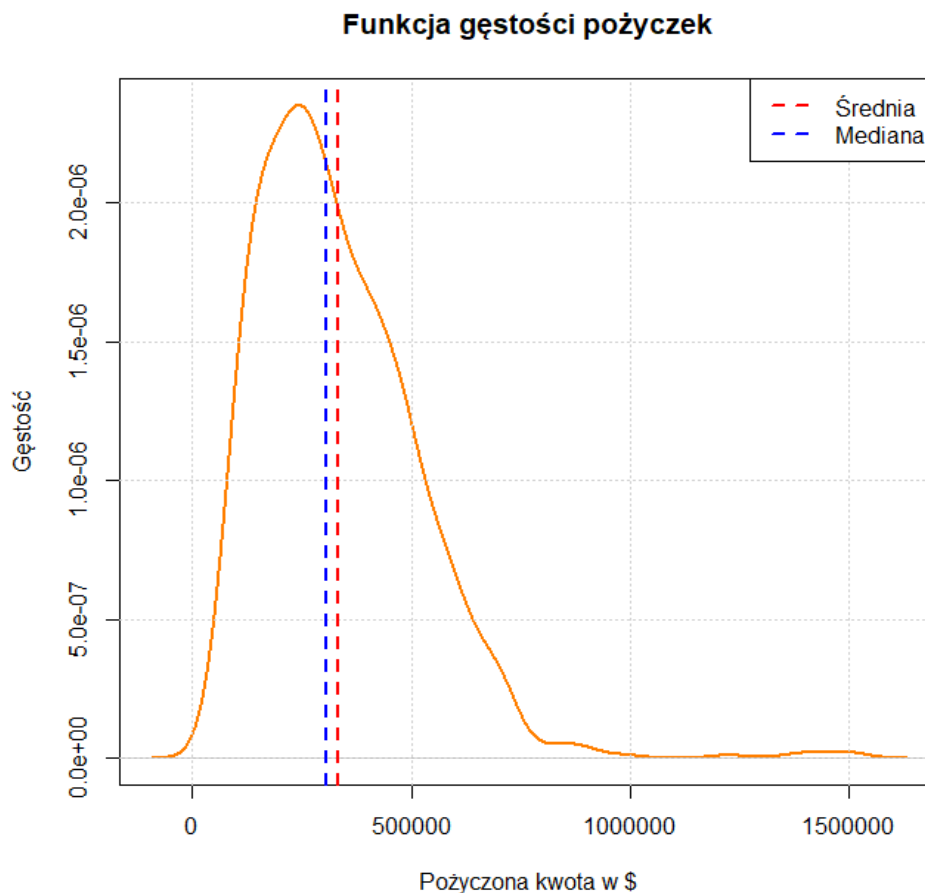 Funkcja gęstości pożyczek
Średnia
Mediana
Gęstość
2.0e-06
1.5e-06
1.0e-06
5.0e-07
0.0e+00
0 500000 1000000 1500000
Pożyczona kwota w $